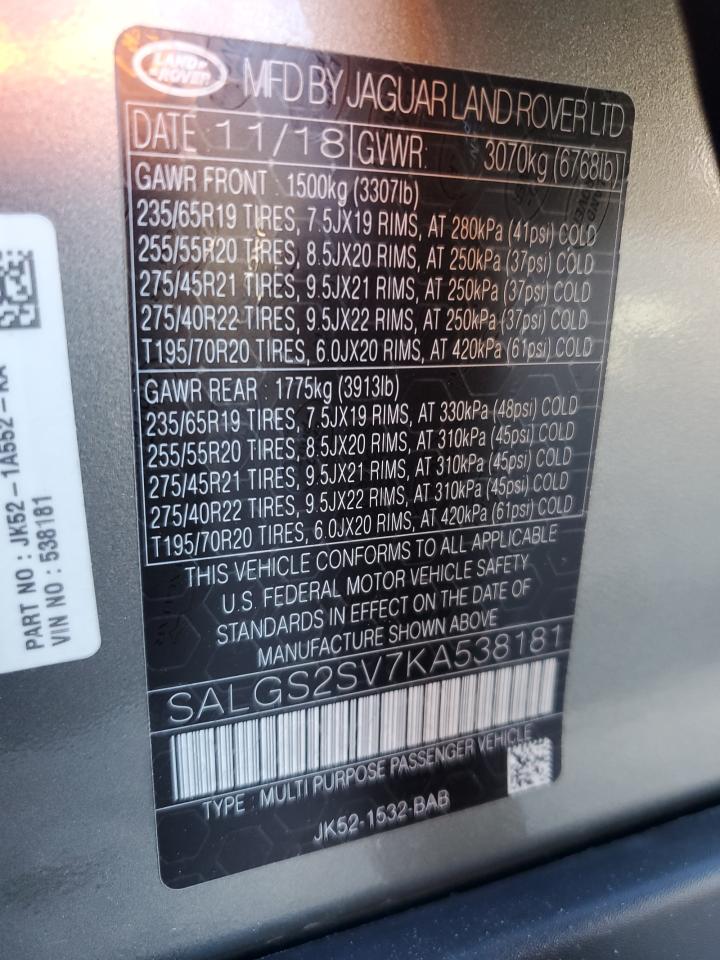 LAND ROVER
MFD BY JAGUAR LAND ROVER LTD
DATE 11/18 GVWR: 3070kg (6768lb)
GAWR FRONT : 1500kg (3307lb)
235/65R19 TIRES, 7.5JX19 RIMS, AT 280kPa (41psi) COLD
255/55R20 TIRES, 8.5JX20 RIMS, AT 250kPa (37psi) COLD
275/45R21 TIRES, 9.5JX21 RIMS, AT 250kPa (37psi) COLD
275/40R22 TIRES, 9.5JX22 RIMS, AT 250kPa (37psi) COLD
T195/70R20 TIRES, 6.0JX20 RIMS, AT 420kPa (61psi) COLD
GAWR REAR : 1775kg (3913lb)
235/65R19 TIRES, 7.5JX19 RIMS, AT 330kPa (48psi) COLD
255/55R20 TIRES, 8.5JX20 RIMS, AT 310kPa (45psi) COLD
275/45R21 TIRES, 9.5JX21 RIMS, AT 310kPa (45psi) COLD
275/40R22 TIRES, 9.5JX22 RIMS, AT 310kPa (45psi) COLD
T195/70R20 TIRES, 6.0JX20 RIMS, AT 420kPa (61psi) COLD
THIS VEHICLE CONFORMS TO ALL APPLICABLE
U.S. FEDERAL MOTOR VEHICLE SAFETY
STANDARDS IN EFFECT ON THE DATE OF
MANUFACTURE SHOWN ABOVE
SALGS2SV7KA538181
TYPE : MULTI PURPOSE PASSENGER VEHICLE
JK52-1532-BAB
PART NO : JK52-1A552-KA
VIN NO : 538181